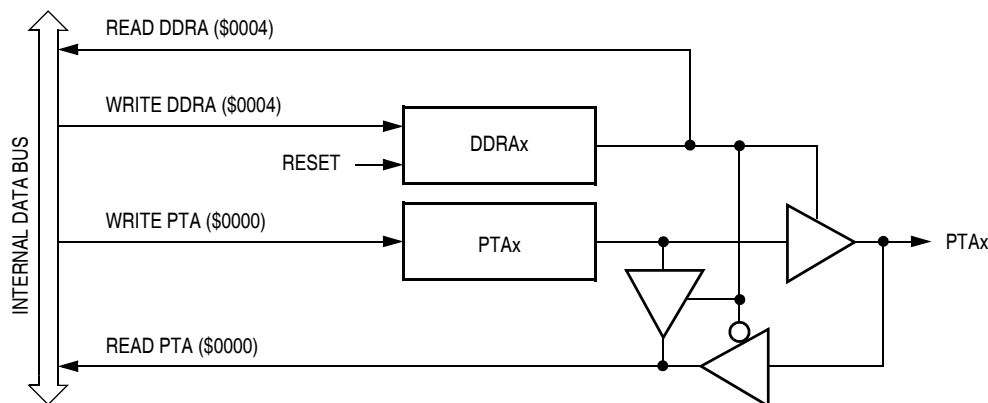 READ DDRA ($0004)
WRITE DDRA ($0004)
DDRAx
RESET
WRITE PTA ($0000)
PTAx
PTAx
READ PTA ($0000)
INTERNAL DATA BUS